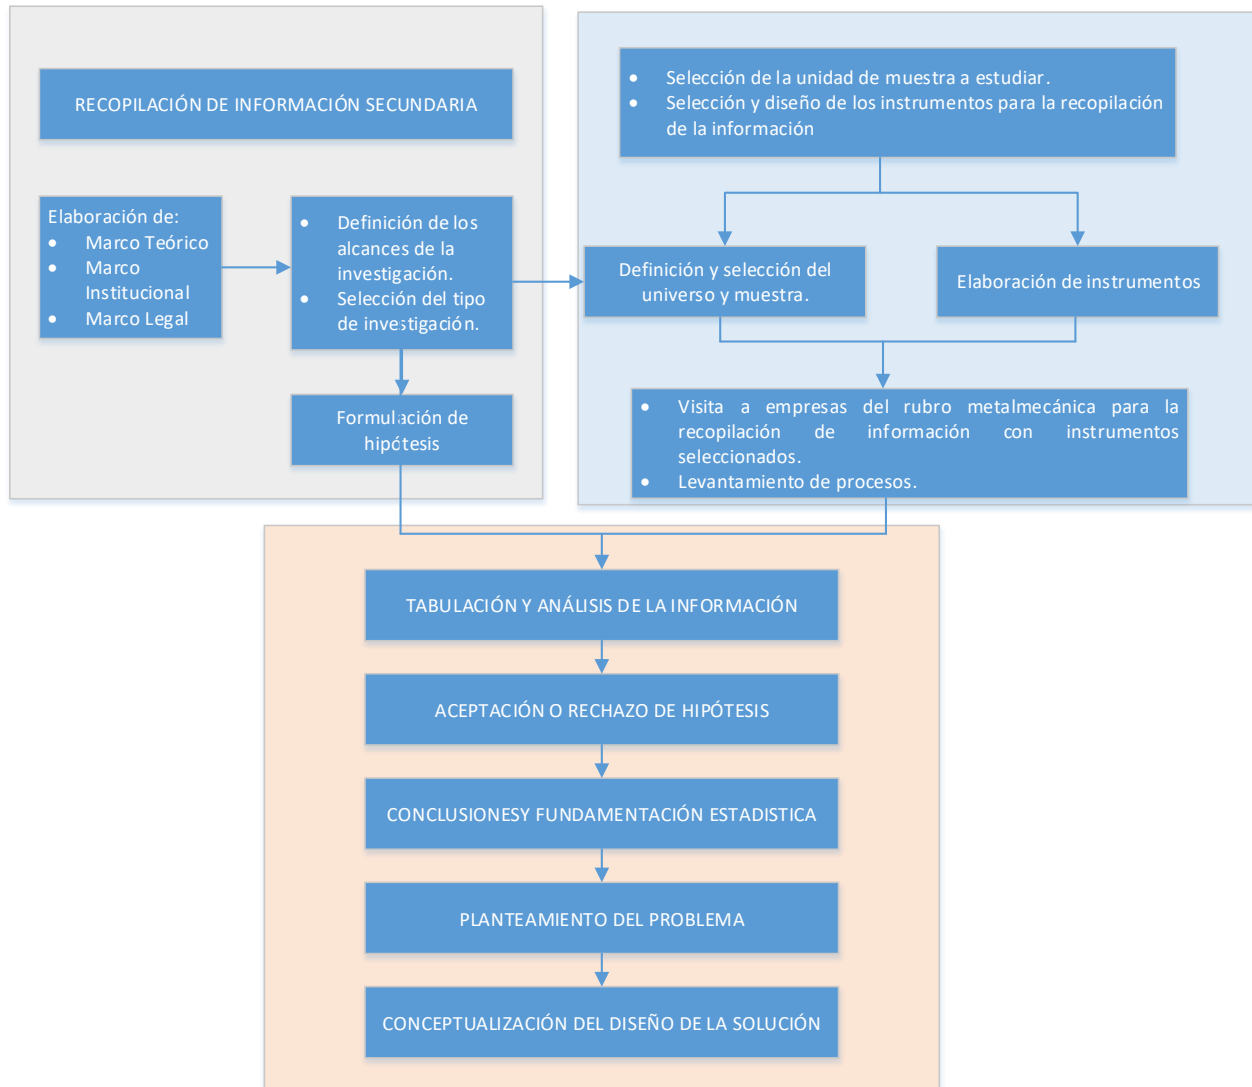 RECOPILACIÓN DE INFORMACIÓN SECUNDARIA
Elaboración de:
• Marco Teórico
• Marco
Institucional
• Marco Legal
• Definición de los
alcances de la
investigación.
• Selección del tipo
de investigación.
Formulación de
hipótesis
• Selección de la unidad de muestra a estudiar.
• Selección y diseño de los instrumentos para la recopilación
de la información
Definición y selección del
universo y muestra.
Elaboración de instrumentos
• Visita a empresas del rubro metalmecánica para la
recopilación de información con instrumentos
seleccionados.
• Levantamiento de procesos.
TABULACIÓN Y ANÁLISIS DE LA INFORMACIÓN
ACEPTACIÓN O RECHAZO DE HIPÓTESIS
CONCLUSIONESY FUNDAMENTACIÓN ESTADISTICA
PLANTEAMIENTO DEL PROBLEMA
CONCEPTUALIZACIÓN DEL DISEÑO DE LA SOLUCIÓN